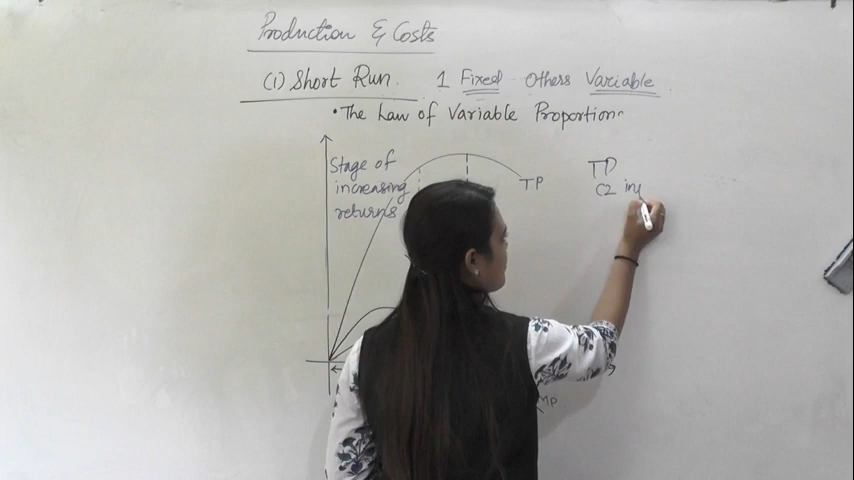 Production & Costs
(i) Short Run. 1 Fixed Others Variable
• The Law of Variable Proportions
Stage of
increasing
returns
TP
TP
MP